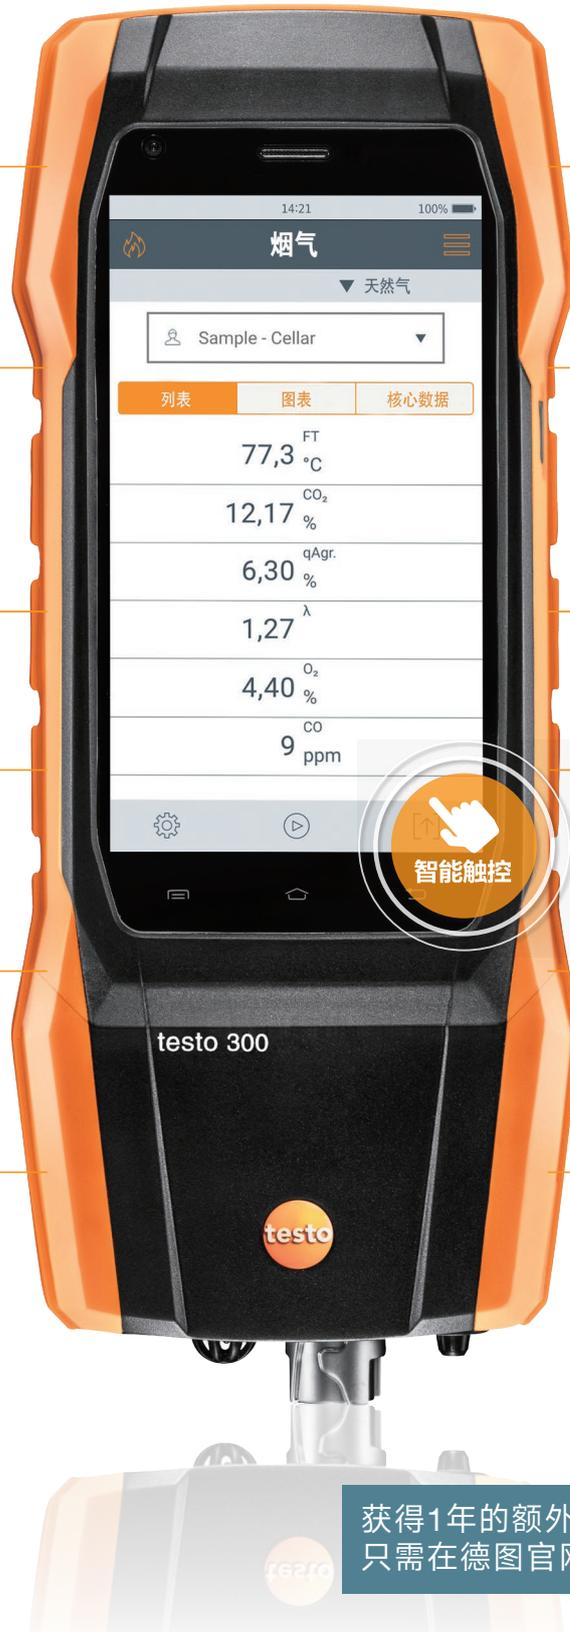 14:21
100%
烟气
天然气
Sample - Cellar
列表 图表 核心数据
FT
77,3 °C
CO₂
12,17 %
qAgr.
6,30 %
λ
1,27
O₂
4,40 %
CO
9 ppm
智能触控
testo 300
testo
获得1年的额外
只需在德图官